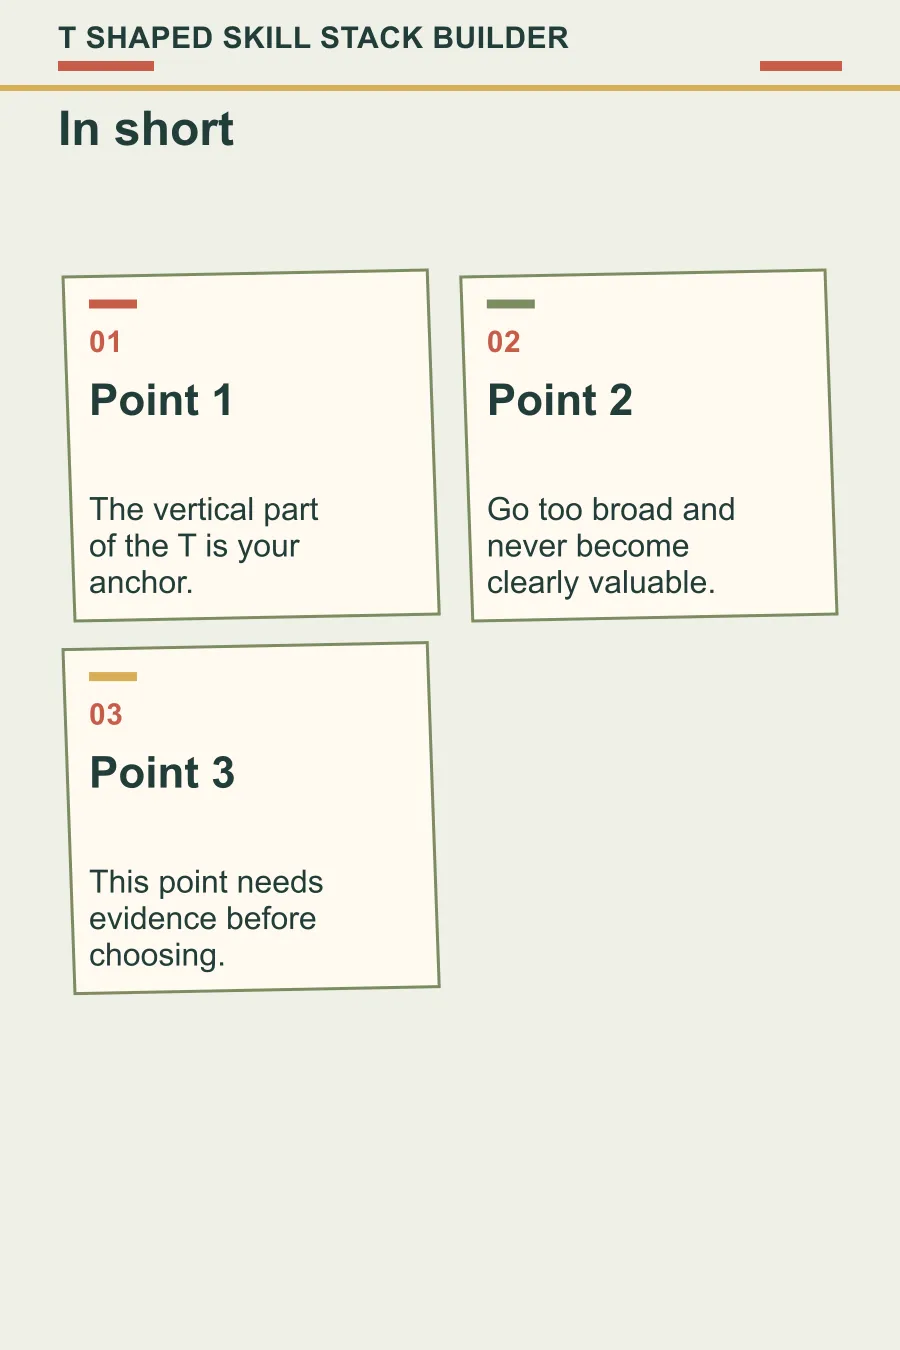 T SHAPED SKILL STACK BUILDER
In short
01
Point 1
The vertical part
of the T is your
anchor.
02
Point 2
Go too broad and
never become
clearly valuable.
03
Point 3
This point needs
evidence before
choosing.